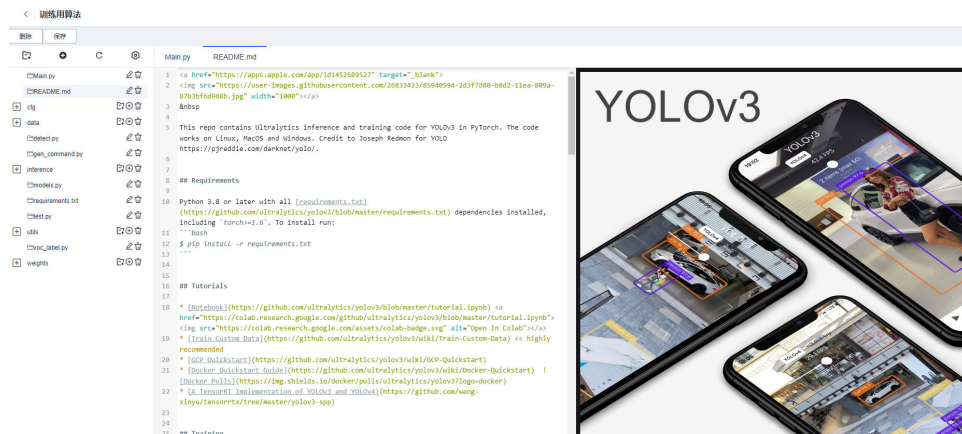 训练用算法
删除 保存
Main.py README.md
Main.py
README.md
cfg
data
detect.py
gen_command.py
inference
models.py
requirements.txt
test.py
utils
voc_label.py
weights
1 <a href="https://apps.apple.com/app/id1452689527" target="_blank">
2 <img src="https://user-images.githubusercontent.com/26833433/85940594-2d3f7d80-b8d2-11ea-809a-
87b3bf6d968b.jpg" width="1000"></a>
3 &nbsp
4
5 This repo contains Ultralytics inference and training code for YOLOv3 in PyTorch. The code
works on Linux, MacOS and Windows. Credit to Joseph Redmon for YOLO
https://pjreddie.com/darknet/yolo/.
6
7
8 ## Requirements
9
10 Python 3.8 or later with all [requirements.txt]
(https://github.com/ultralytics/yolov3/blob/master/requirements.txt) dependencies installed,
including `torch>=1.6`. To install run:
11 ```bash
12 $ pip install -r requirements.txt
13 ```
14
15
16 ## Tutorials
17
18 * [Notebook](https://github.com/ultralytics/yolov3/blob/master/tutorial.ipynb) <a
href="https://colab.research.google.com/github/ultralytics/yolov3/blob/master/tutorial.ipynb">
<img src="https://colab.research.google.com/assets/colab-badge.svg" alt="Open In Colab"></a>
19 * [Train Custom Data](https://github.com/ultralytics/yolov3/wiki/Train-Custom-Data) << highly
recommended
20 * [GCP Quickstart](https://github.com/ultralytics/yolov3/wiki/GCP-Quickstart)
21 * [Docker Quickstart Guide](https://github.com/ultralytics/yolov3/wiki/Docker-Quickstart) |
[Docker Pulls](https://img.shields.io/docker/pulls/ultralytics/yolov3?logo=docker)
22 * [A TensorRT Implementation of YOLOv3 and YOLOv4](https://github.com/wang-
xinyu/tensorrtx/tree/master/yolov3-spp)
23
24
25 ## Training
YOLOv3
19:02
YOLOv3
42.4 FPS